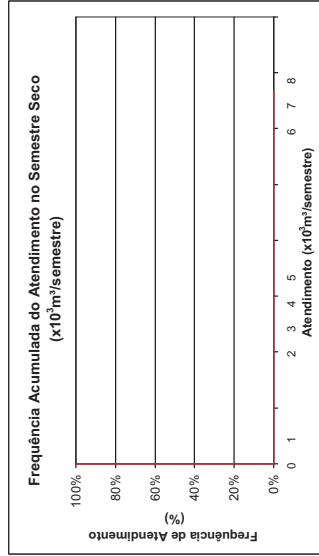 Frequência Acumulada do Atendimento no Semestre Seco
(x10³m³/semestre)
Frequência de Atendimento
(%)
100%
80%
60%
40%
20%
0%
0 1 2 3 4 5 6 7 8
Atendimento (x10³m³/semestre)